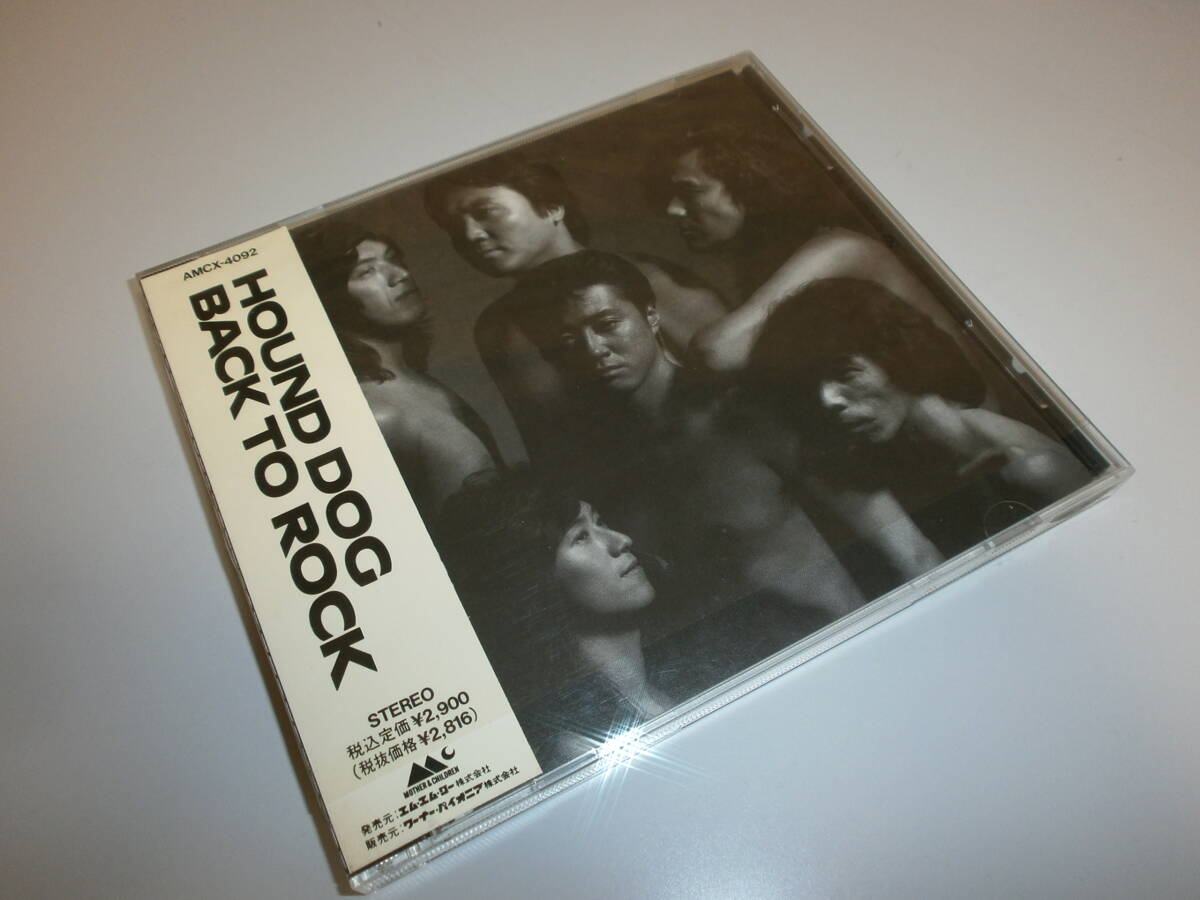 AMCX-4092
HOUND DOG
BACK TO ROCK
STEREO
税込定価¥2,900
(税抜価格¥2,816)
MOTHER & CHILDREN
発売元:エム・エム・ジー株式会社
販売元:ワーナー・パイオニア株式会社